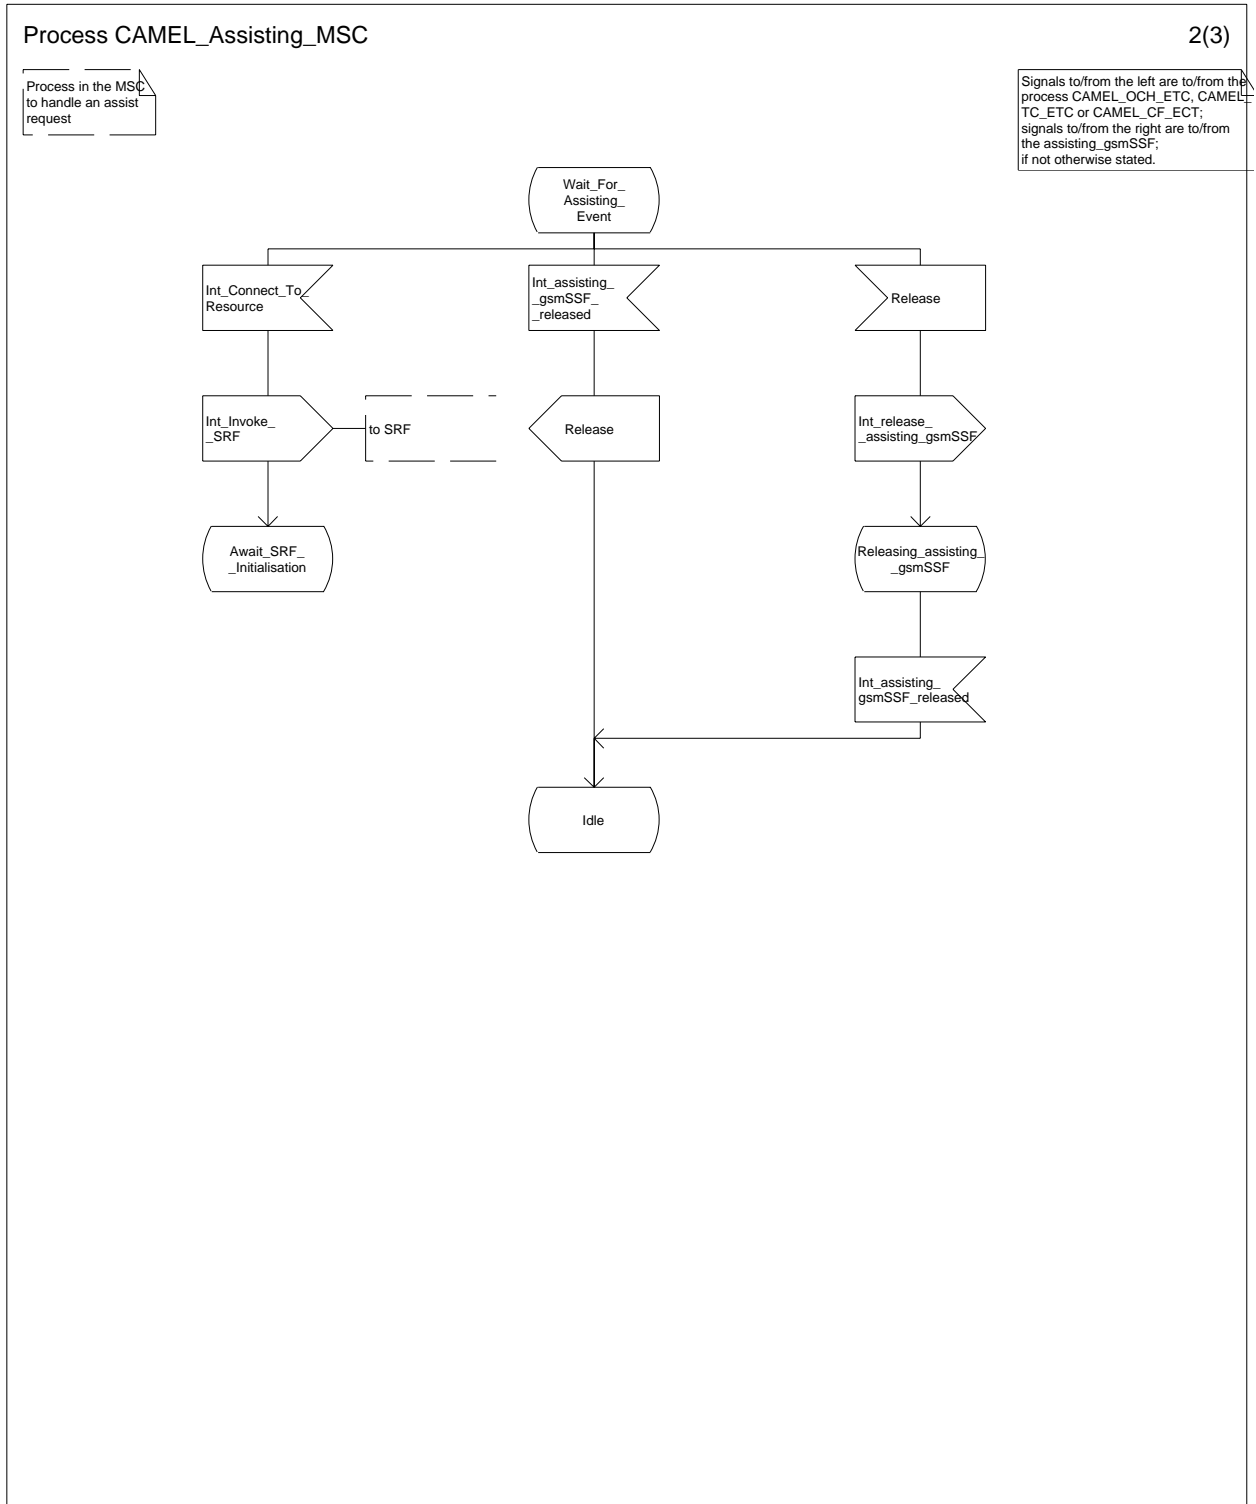 Process CAMEL_Assisting_MSC
2(3)
Process in the MSC
to handle an assist
request
Signals to/from the left are to/from the
process CAMEL_OCH_ETC, CAMEL_
TC_ETC or CAMEL_CF_ECT;
signals to/from the right are to/from
the assisting_gsmSSF;
if not otherwise stated.
Wait_For_
Assisting_
Event
Int_Connect_To_
Resource
Int_assisting_
_gsmSSF_
_released
Release
Int_Invoke_
_SRF
to SRF
Release
Int_release_
_assisting_gsmSSF
Await_SRF_
_Initialisation
Releasing_assisting_
_gsmSSF
Int_assisting_
gsmSSF_released
Idle